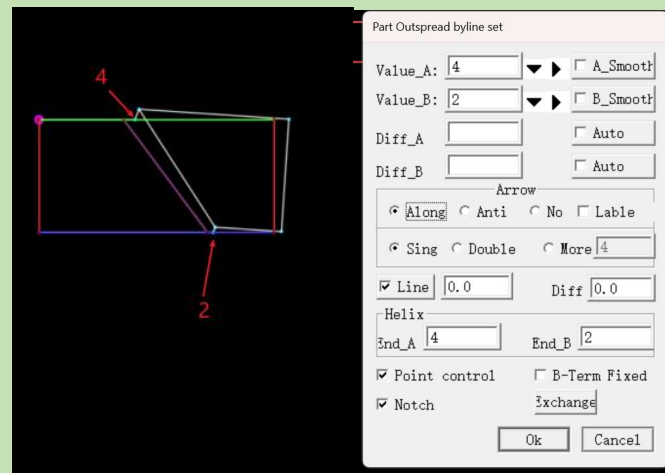 4
2
Part Outspread byline set
Value_A: 4 A_Smooth
Value_B: 2 B_Smooth
Diff_A Auto
Diff_B Auto
Arrow
Along Anti No Lable
Sing Double More 4
Line 0.0 Diff 0.0
Helix
End_A 4 End_B 2
Point control B-Term Fixed
Notch Exchange
Ok Cancel